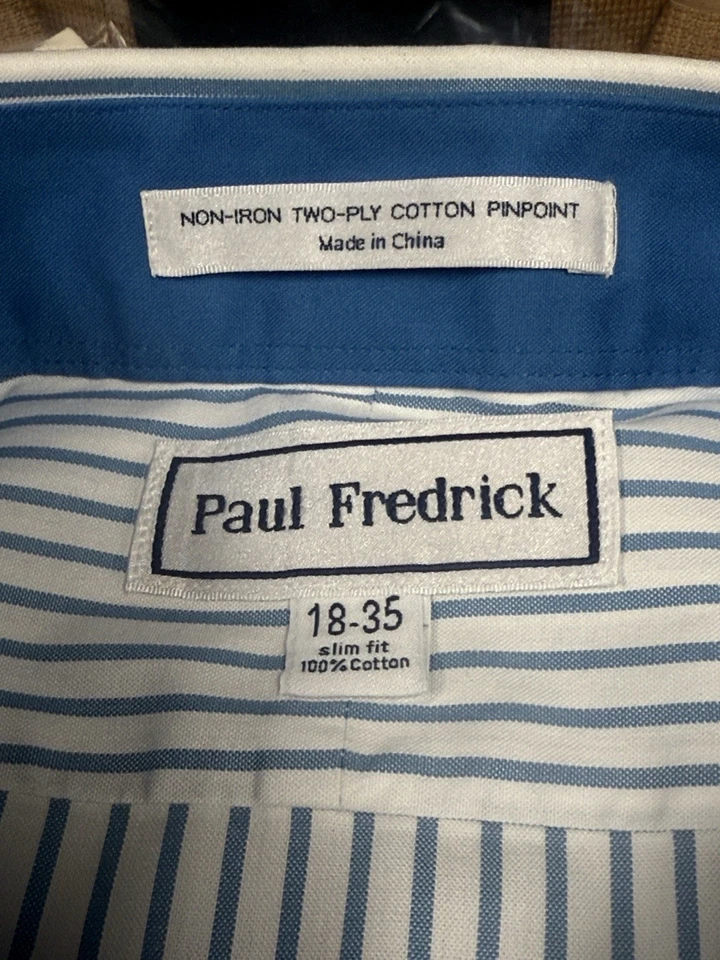 NON-IRON TWO-PLY COTTON PINPOINT
Made in China
Paul Fredrick
18-35
slim fit
100% Cotton